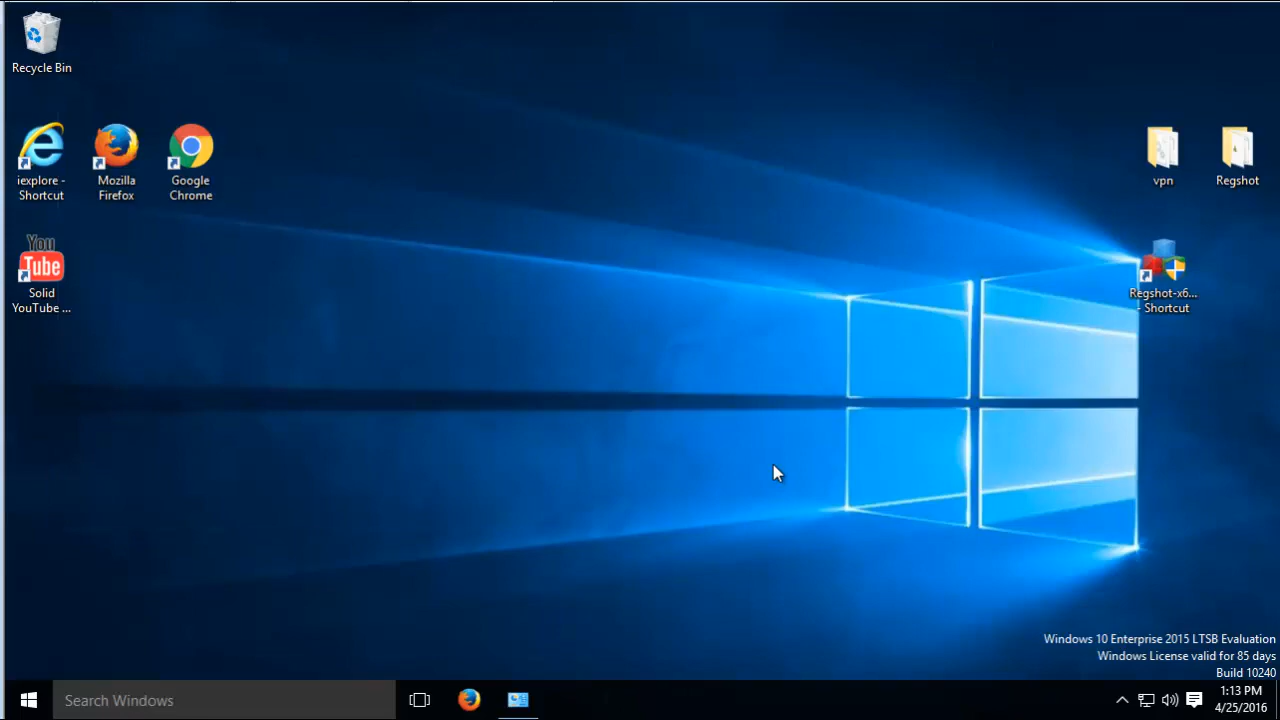 Recycle Bin
iexplore -
Shortcut
Mozilla
Firefox
Google
Chrome
vpn
Regshot
You
Tube
Solid
YouTube ...
Regshot-x6...
- Shortcut
Windows 10 Enterprise 2015 LTSB Evaluation
Windows License valid for 85 days
Build 10240
Search Windows
1:13 PM
4/25/2016